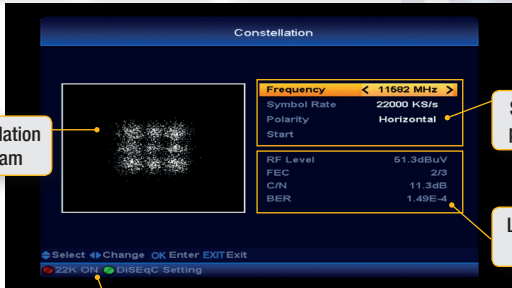 Constellation
Frequency < 11582 MHz >
Symbol Rate 22000 KS/s
Polarity Horizontal
Start
lation
am
RF Level 51.3dBuV
FEC 2/3
C/N 11.3dB
BER 1.49E-4
Select Change OK Enter EXIT Exit
22K ON DiSEqC Setting